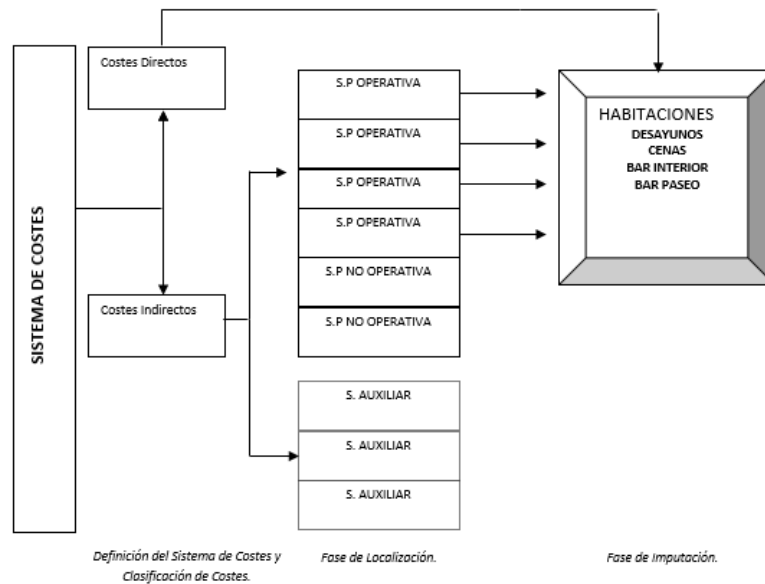 SISTEMA DE COSTES
Costes Directos
Costes Indirectos
S.P OPERATIVA
S.P OPERATIVA
S.P OPERATIVA
S.P OPERATIVA
S.P NO OPERATIVA
S.P NO OPERATIVA
S. AUXILIAR
S. AUXILIAR
S. AUXILIAR
HABITACIONES
DESAYUNOS
CENAS
BAR INTERIOR
BAR PASEO
Definición del Sistema de Costes y
Clasificación de Costes.
Fase de Localización.
Fase de Imputación.